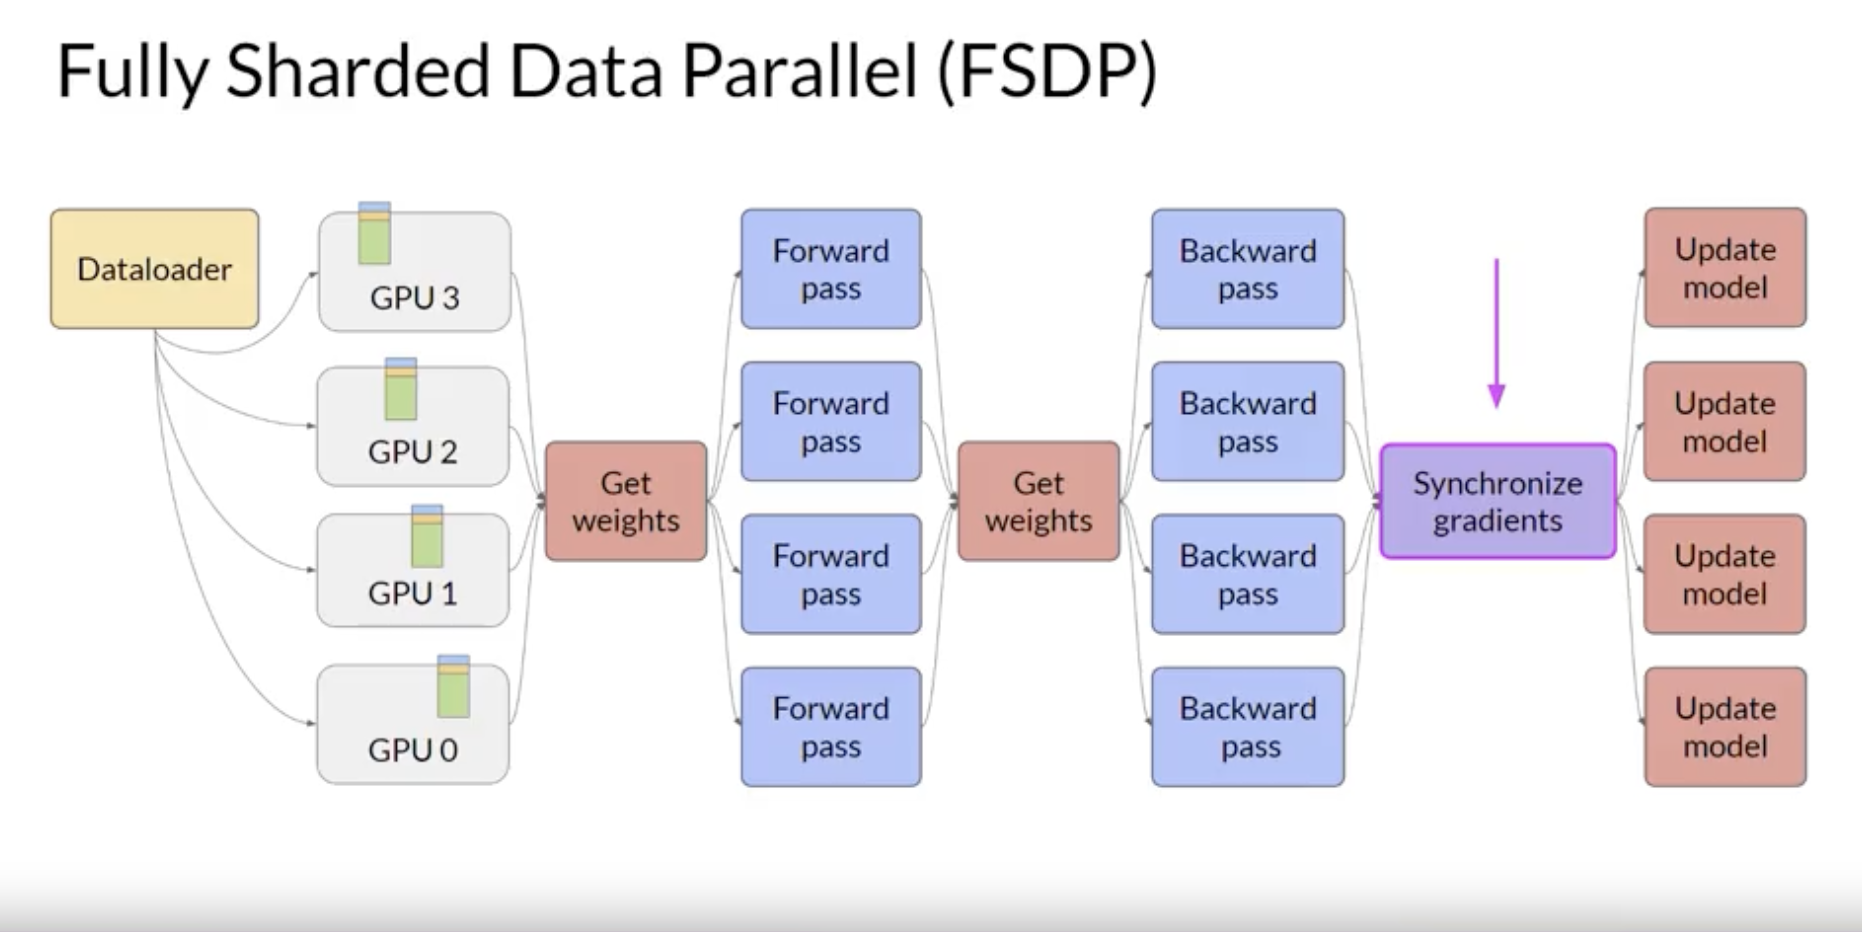 Fully Sharded Data Parallel (FSDP)
Dataloader
GPU 3
GPU 2
GPU 1
GPU 0
Get
weights
Forward
pass
Forward
pass
Forward
pass
Forward
pass
Get
weights
Backward
pass
Backward
pass
Backward
pass
Backward
pass
Synchronize
gradients
Update
model
Update
model
Update
model
Update
model